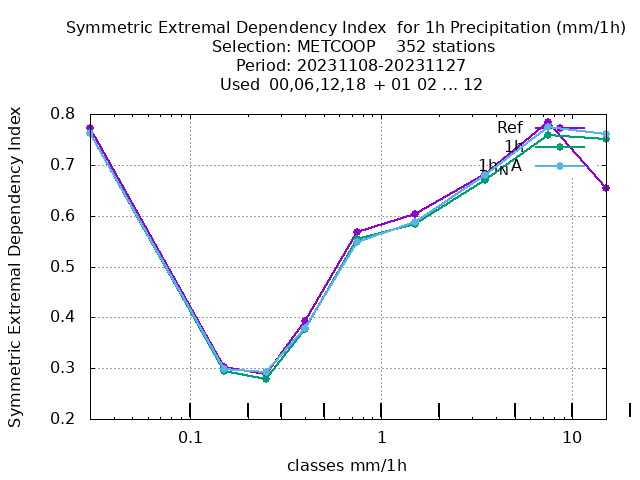 Symmetric Extremal Dependency Index for 1h Precipitation (mm/1h)
Selection: METCOOP 352 stations
Period: 20231108-20231127
Used 00,06,12,18 + 01 02 ... 12
Symmetric Extremal Dependency Index
0.8
0.7
0.6
0.5
0.4
0.3
0.2
Ref
1h
1h_NA
0.1
1
10
classes mm/1h